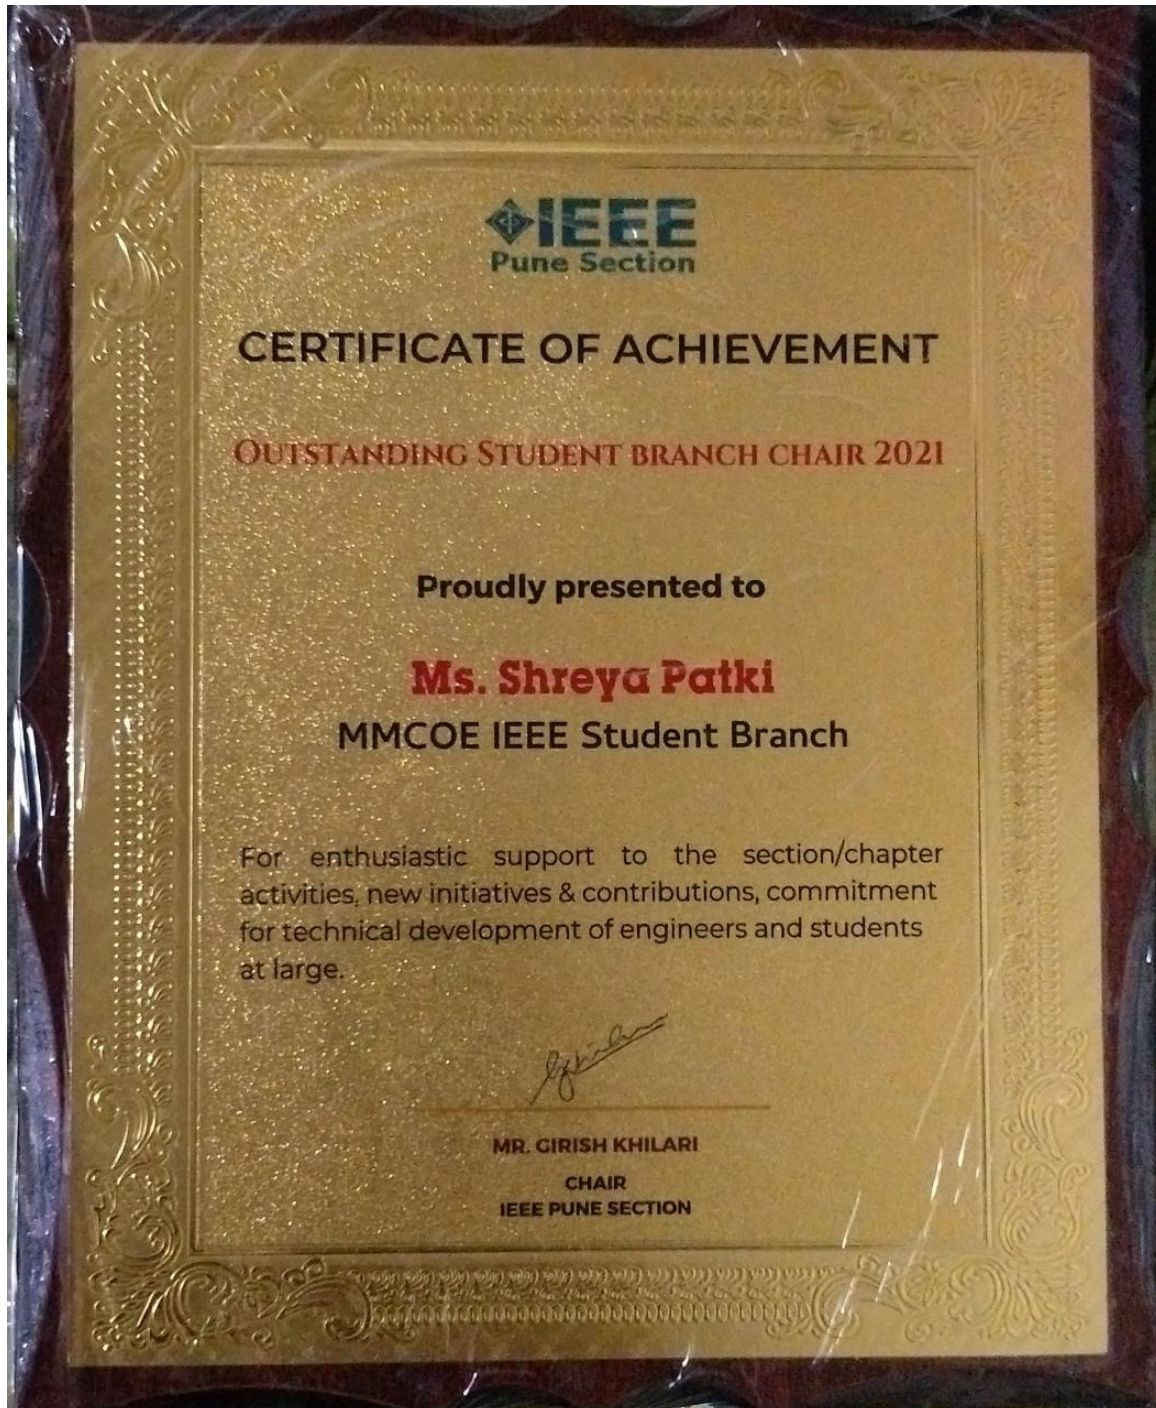 IEEE
Pune Section
CERTIFICATE OF ACHIEVEMENT
OUTSTANDING STUDENT BRANCH CHAIR 2021
Proudly presented to
Ms. Shreya Patki
MMCOE IEEE Student Branch
For enthusiastic support to the section/chapter
activities, new initiatives & contributions, commitment
for technical development of engineers and students
at large.
MR. GIRISH KHILARI
CHAIR
IEEE PUNE SECTION